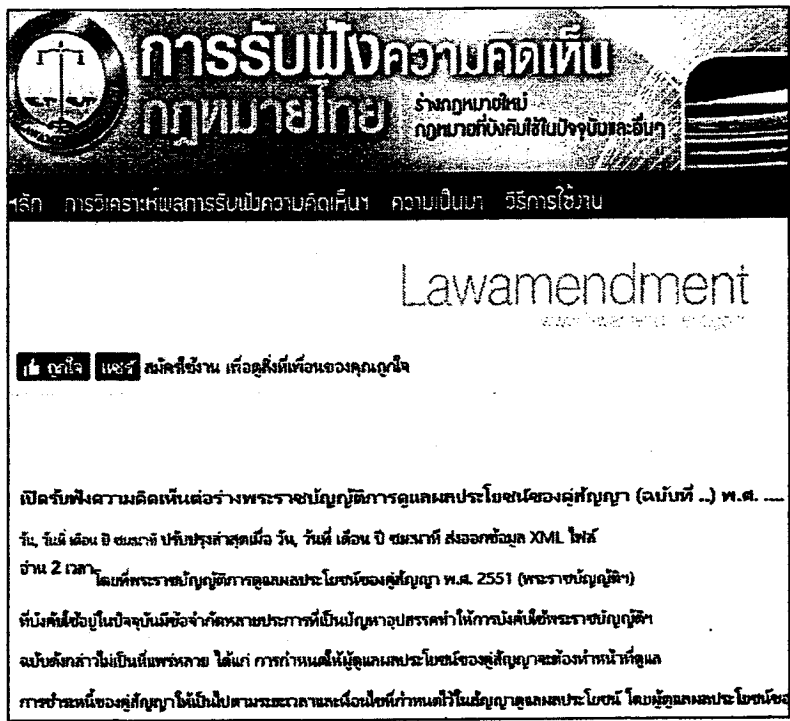 การรับฟังความคิดเห็น
กฎหมายไทย
ร่างกฎหมายใหม่
กฎหมายที่บังคับใช้ในปัจจุบันและอื่นๆ
หลัก การวิเคราะห์ผลการรับฟังความคิดเห็นฯ ความเป็นมา วิธีการใช้งาน
Lawamendment
ถูกใจ แชร์ สมัครใช้งาน เพื่อดูสิ่งที่เพื่อนของคุณถูกใจ
เปิดรับฟังความคิดเห็นต่อร่างพระราชบัญญัติการดูแลผลประโยชน์ของคู่สัญญา (ฉบับที่ ..) พ.ศ. ....
วัน, วันที่ เดือน ปี ชม:นาที ปรับปรุงล่าสุดเมื่อ วัน, วันที่ เดือน ปี ชม:นาที ส่งออกข้อมูล XML ไฟล์
อ่าน 2 เวลา
โดยที่พระราชบัญญัติการดูแลผลประโยชน์ของคู่สัญญา พ.ศ. 2551 (พระราชบัญญัติฯ)
ที่บังคับใช้อยู่ในปัจจุบันมีข้อจำกัดหลายประการที่เป็นปัญหาอุปสรรคทำให้การบังคับใช้พระราชบัญญัติฯ
ฉบับดังกล่าวไม่เป็นที่แพร่หลาย ได้แก่ การกำหนดให้ผู้ดูแลผลประโยชน์ของคู่สัญญาจะต้องทำหน้าที่ดูแล
การชำระหนี้ของคู่สัญญาให้เป็นไปตามระยะเวลาและเงื่อนไขที่กำหนดไว้ในสัญญาดูแลผลประโยชน์ โดยผู้ดูแลผลประโยชน์ขอ